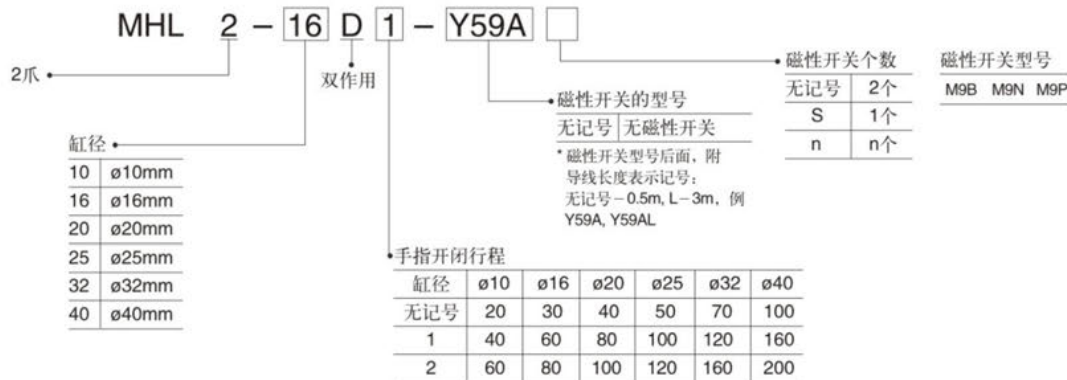 MHL 2 – 16 D 1 – Y59A
2爪
双作用
缸径
10 ø10mm
16 ø16mm
20 ø20mm
25 ø25mm
32 ø32mm
40 ø40mm
磁性开关的型号
无记号 无磁性开关
* 磁性开关型号后面，附
导线长度表示记号：
无记号－0.5m, L－3m，例
Y59A, Y59AL
磁性开关个数
无记号 2个
S 1个
n n个
磁性开关型号
M9B M9N M9P
手指开闭行程
缸径 ø10 ø16 ø20 ø25 ø32 ø40
无记号 20 30 40 50 70 100
1 40 60 80 100 120 160
2 60 80 100 120 160 200